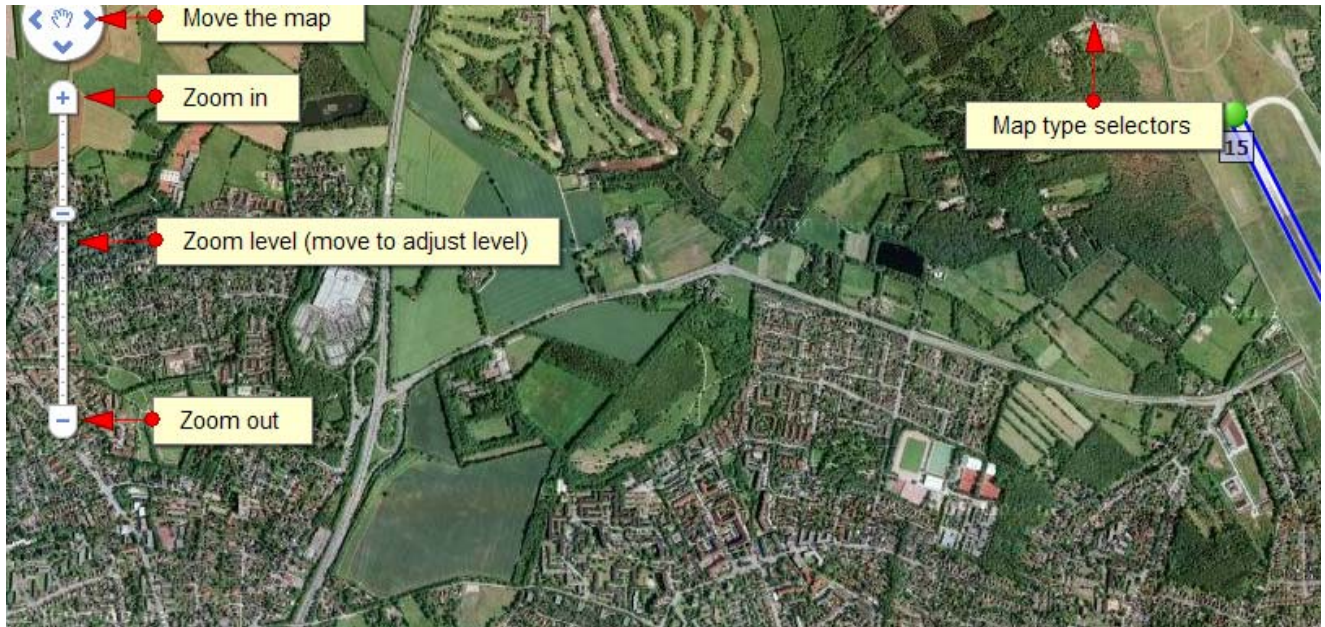 Move the map
Zoom in
Map type selectors
15
Zoom level (move to adjust level)
Zoom out